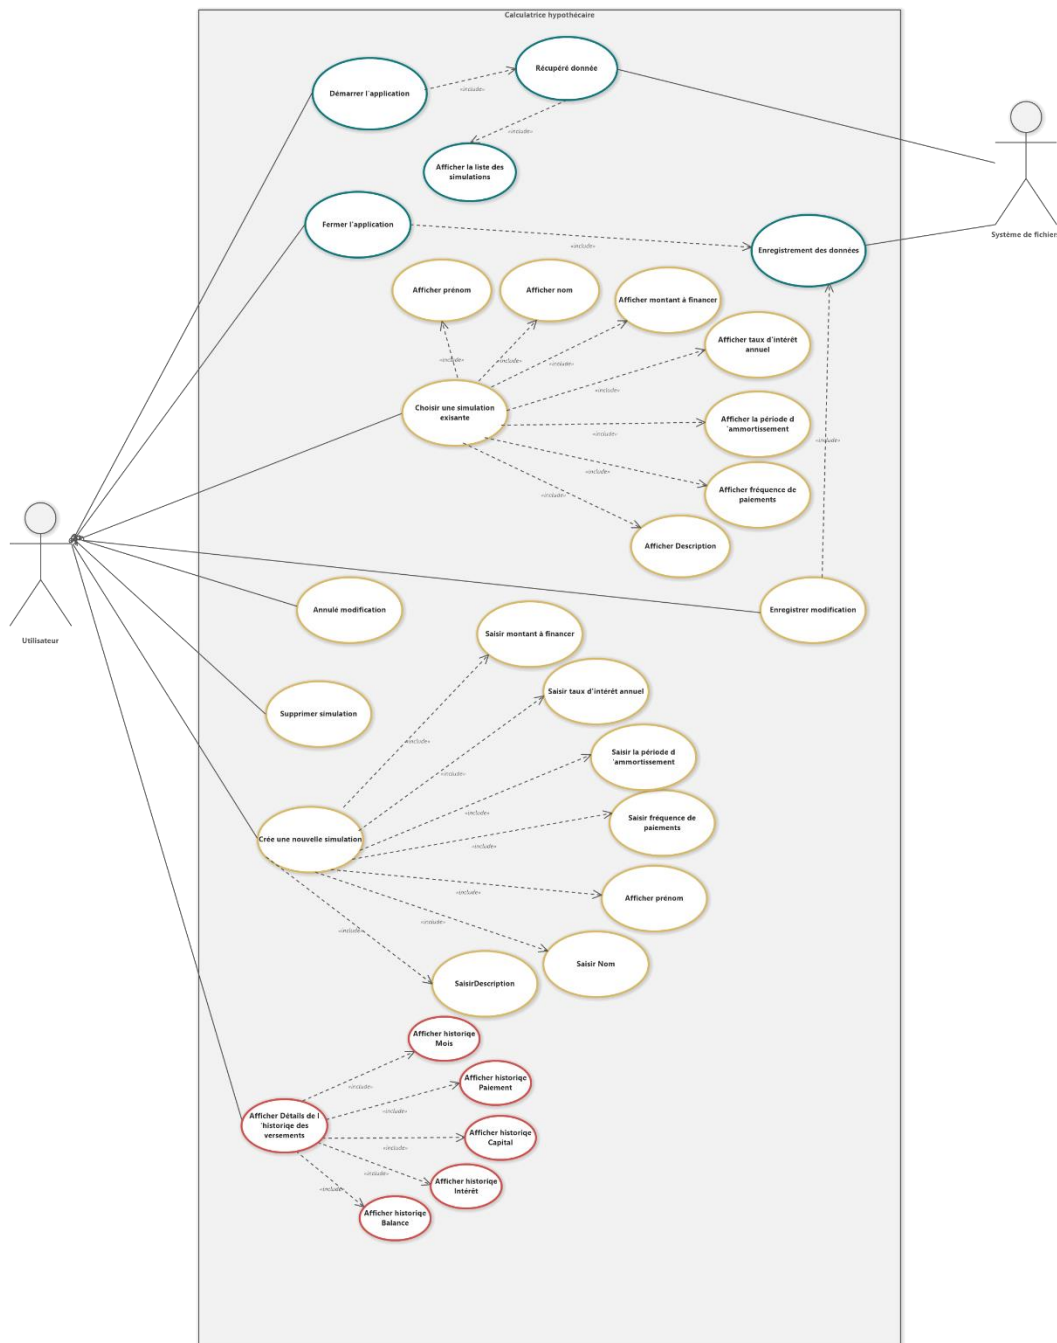 Calculatrice hypothécaire
Démarrer l'application
«include»
Récupéré donnée
«include»
Afficher la liste des
simulations
Système de fichier
Fermer l'application
«include»
Enregistrement des données
Afficher prénom
Afficher nom
Afficher montant à financer
Afficher taux d'intérêt
annuel
«include»
«include»
«include»
«include»
Choisir une simulation
exisante
Afficher la période d
'ammortissement
«include»
«include»
«include»
Afficher fréquence de
paiements
«include»
Afficher Description
Utilisateur
Annulé modification
Enregistrer modification
Saisir montant à financer
Saisir taux d'intérêt annuel
Supprimer simulation
«include»
Saisir la période d
'ammortissement
«include»
Saisir fréquence de
paiements
«include»
Crée une nouvelle simulation
«include»
«include»
Afficher prénom
«include»
«include»
Saisir Nom
SaisirDescription
Afficher historiqe
Mois
Afficher historiqe
Paiement
«include»
«include»
Afficher Détails de l
'historiqe des
versements
Afficher historiqe
Capital
«include»
«include»
Afficher historiqe
Intérêt
«include»
Afficher historiqe
Balance